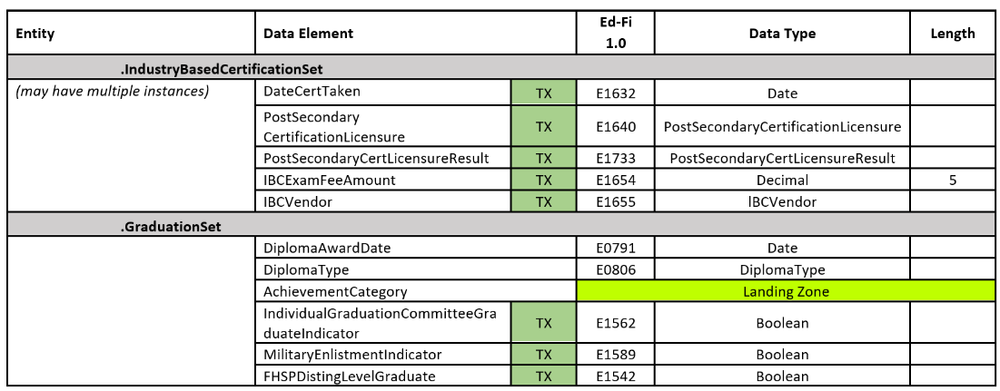 Entity Data Element Ed-Fi 1.0 Data Type Length
.IndustryBasedCertificationSet
(may have multiple instances) DateCertTaken TX E1632 Date
PostSecondary
CertificationLicensure TX E1640 PostSecondaryCertificationLicensure
PostSecondaryCertLicensureResult TX E1733 PostSecondaryCertLicensureResult
IBCExamFeeAmount TX E1654 Decimal 5
IBCVendor TX E1655 IBCVendor
.GraduationSet
DiplomaAwardDate E0791 Date
DiplomaType E0806 DiplomaType
AchievementCategory Landing Zone
IndividualGraduationCommitteeGra
duateIndicator TX E1562 Boolean
MilitaryEnlistmentIndicator TX E1589 Boolean
FHSPDistingLevelGraduate TX E1542 Boolean